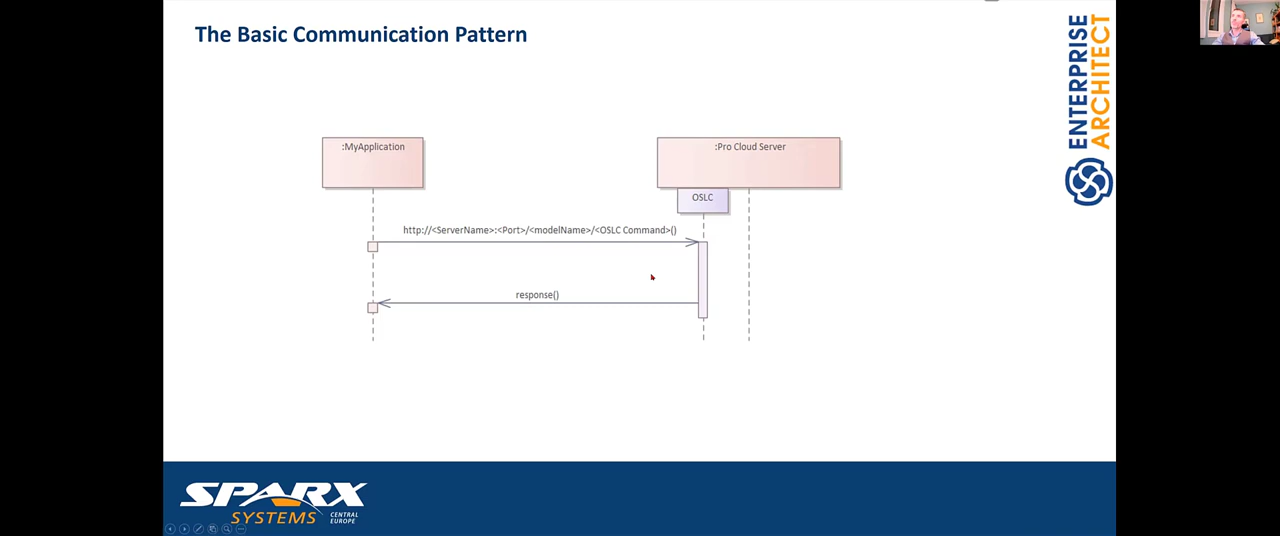 The Basic Communication Pattern
ENTERPRISE
ARCHITECT
:MyApplication
:Pro Cloud Server
OSLC
http://<ServerName>:<Port>/<modelName>/<OSLC Command>()
response()
SPARX
SYSTEMS
CENTRAL
EUROPE